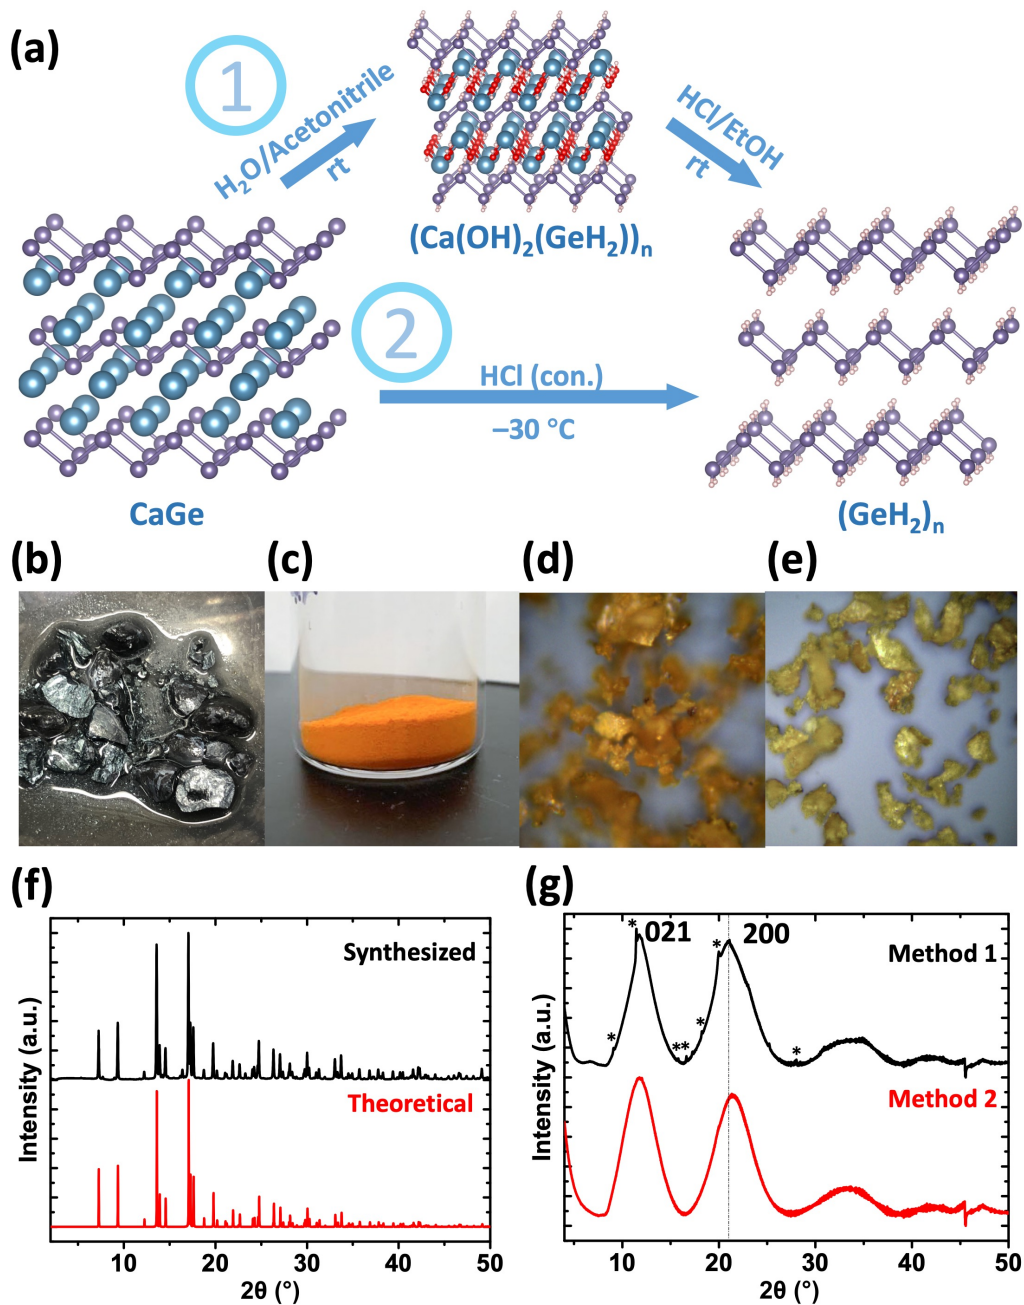 (a)
1
H₂O/Acetonitrile
rt
HCl/EtOH
rt
(Ca(OH)₂(GeH₂))ₙ
2
HCl (con.)
–30 °C
CaGe
(GeH₂)ₙ
(b)
(c)
(d)
(e)
(f)
(g)
Synthesized
Theoretical
Intensity (a.u.)
10 20 30 40 50
2θ (°)
* 021 * 200
Method 1
* * ** *
Method 2
Intensity (a.u.)
10 20 30 40 50
2θ (°)